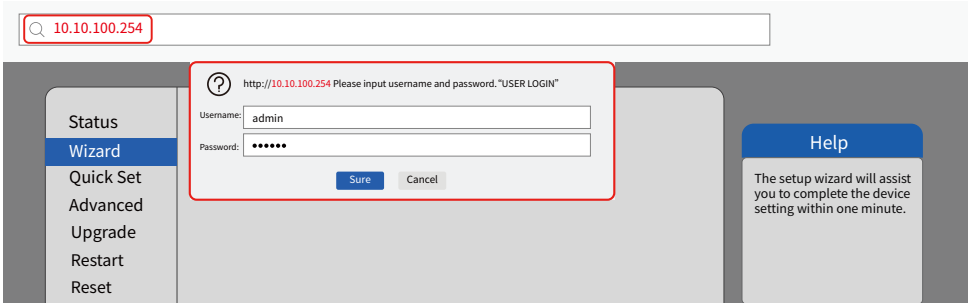 10.10.100.254
http://10.10.100.254 Please input username and password."USER LOGIN"
Username: admin
Password: ••••••
Sure Cancel
Status
Wizard
Quick Set
Advanced
Upgrade
Restart
Reset
Help
The setup wizard will assist
you to complete the device
setting within one minute.